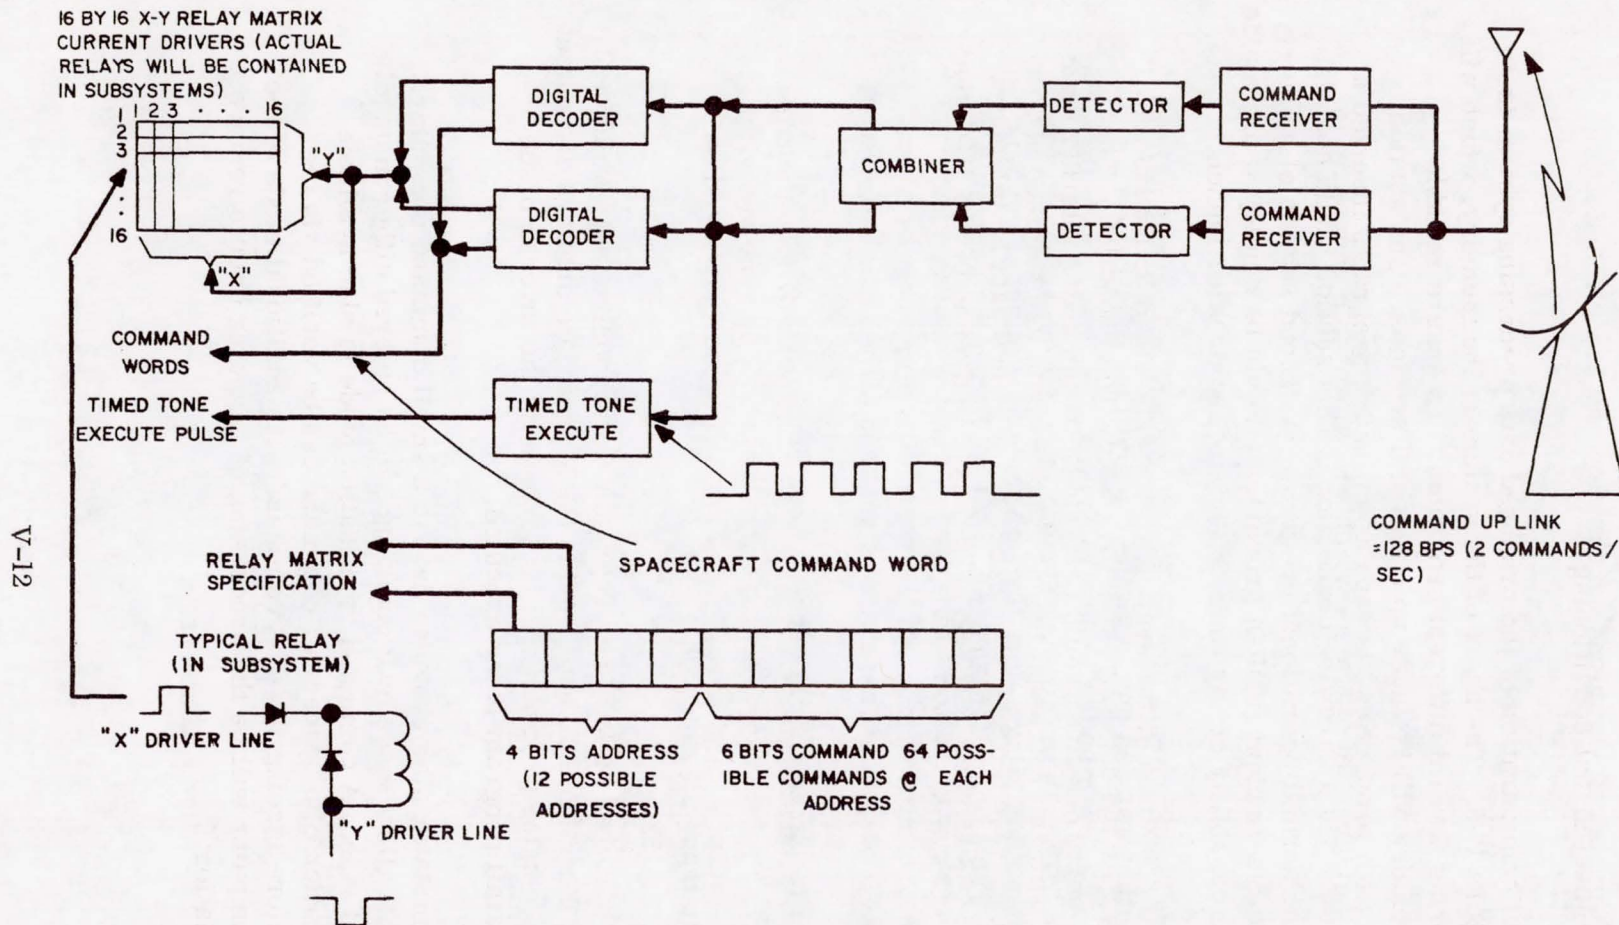 16 BY 16 X-Y RELAY MATRIX
CURRENT DRIVERS (ACTUAL
RELAYS WILL BE CONTAINED
IN SUBSYSTEMS)
1 2 3 · · · 16
1
2
3
·
·
16
"Y"
"X"
DIGITAL
DECODER
DIGITAL
DECODER
COMBINER
DETECTOR
DETECTOR
COMMAND
RECEIVER
COMMAND
RECEIVER
COMMAND
WORDS
TIMED TONE
EXECUTE PULSE
TIMED TONE
EXECUTE
COMMAND UP LINK
=128 BPS (2 COMMANDS/
SEC)
SPACECRAFT COMMAND WORD
RELAY MATRIX
SPECIFICATION
TYPICAL RELAY
(IN SUBSYSTEM)
"X" DRIVER LINE
"Y" DRIVER LINE
4 BITS ADDRESS
(12 POSSIBLE
ADDRESSES)
6 BITS COMMAND 64 POSS-
IBLE COMMANDS @ EACH
ADDRESS
V-12